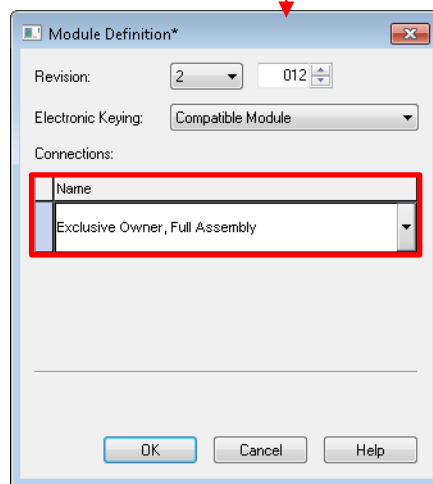 Module Definition*
Revision: 2 012
Electronic Keying: Compatible Module
Connections:
Name
Exclusive Owner, Full Assembly
OK Cancel Help